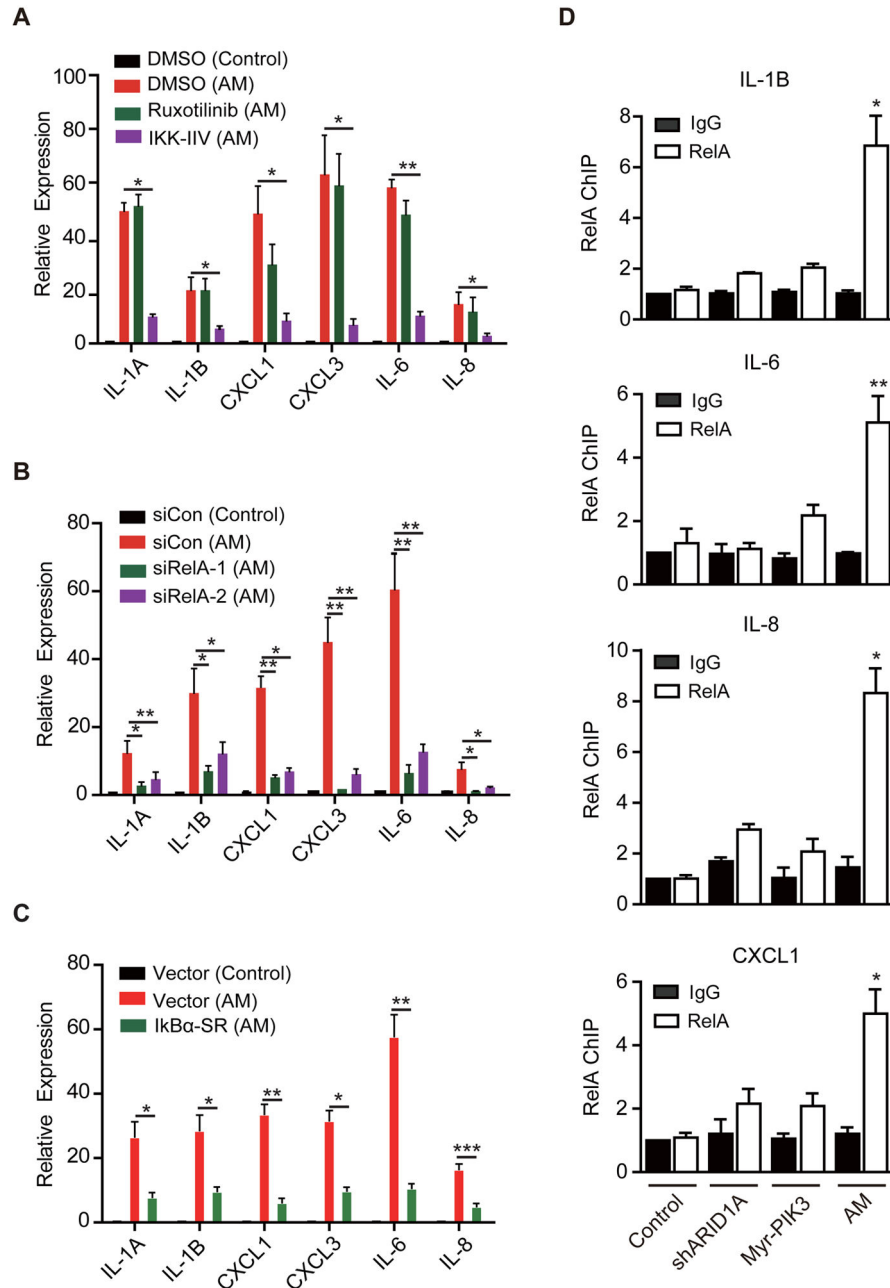 A
DMSO (Control)
DMSO (AM)
Ruxotilinib (AM)
IKK-IIV (AM)
Relative Expression
100
80
60
40
20
0
*
*
*
*
**
*
IL-1A
IL-1B
CXCL1
CXCL3
IL-6
IL-8
B
siCon (Control)
siCon (AM)
siRelA-1 (AM)
siRelA-2 (AM)
Relative Expression
80
60
40
20
0
**
*
*
*
*
**
**
**
**
**
*
*
IL-1A
IL-1B
CXCL1
CXCL3
IL-6
IL-8
C
Vector (Control)
Vector (AM)
IkBα-SR (AM)
Relative Expression
80
60
40
20
0
*
*
**
*
**
***
IL-1A
IL-1B
CXCL1
CXCL3
IL-6
IL-8
D
IL-1B
IgG
RelA
RelA ChIP
8
6
4
2
0
*
IL-6
IgG
RelA
RelA ChIP
6
4
2
0
**
IL-8
IgG
RelA
RelA ChIP
10
8
6
4
2
0
*
CXCL1
IgG
RelA
RelA ChIP
6
4
2
0
*
Control
shARID1A
Myr-PIK3
AM